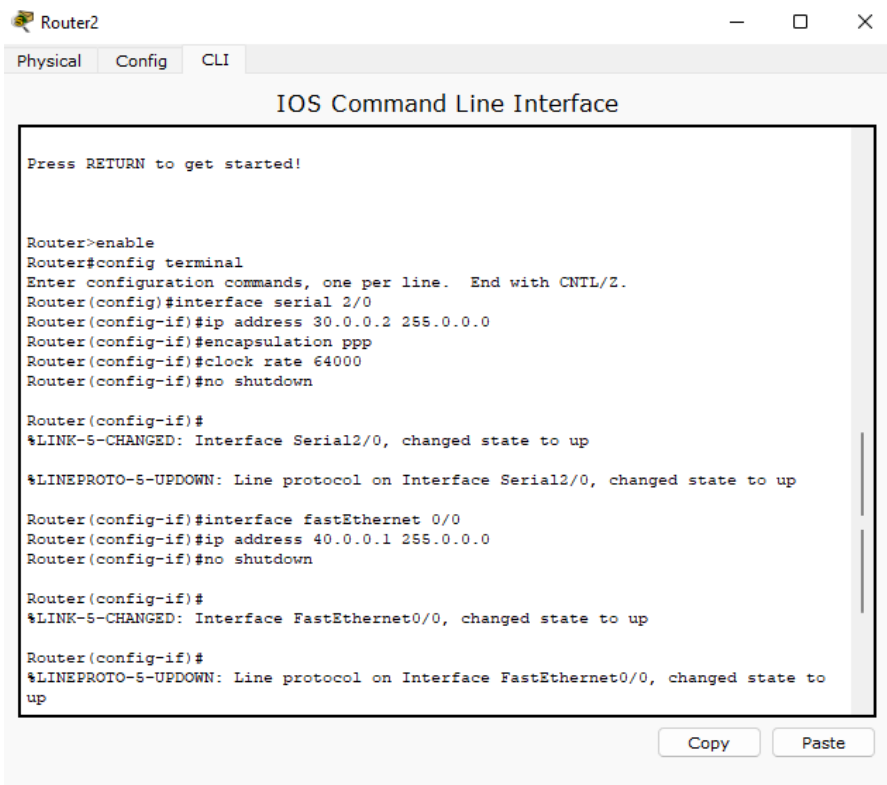 Router2
Physical Config CLI
IOS Command Line Interface
Press RETURN to get started!
Router>enable
Router#config terminal
Enter configuration commands, one per line.  End with CNTL/Z.
Router(config)#interface serial 2/0
Router(config-if)#ip address 30.0.0.2 255.0.0.0
Router(config-if)#encapsulation ppp
Router(config-if)#clock rate 64000
Router(config-if)#no shutdown
Router(config-if)#
%LINK-5-CHANGED: Interface Serial2/0, changed state to up
%LINEPROTO-5-UPDOWN: Line protocol on Interface Serial2/0, changed state to up
Router(config-if)#interface fastEthernet 0/0
Router(config-if)#ip address 40.0.0.1 255.0.0.0
Router(config-if)#no shutdown
Router(config-if)#
%LINK-5-CHANGED: Interface FastEthernet0/0, changed state to up
Router(config-if)#
%LINEPROTO-5-UPDOWN: Line protocol on Interface FastEthernet0/0, changed state to
up
Copy Paste